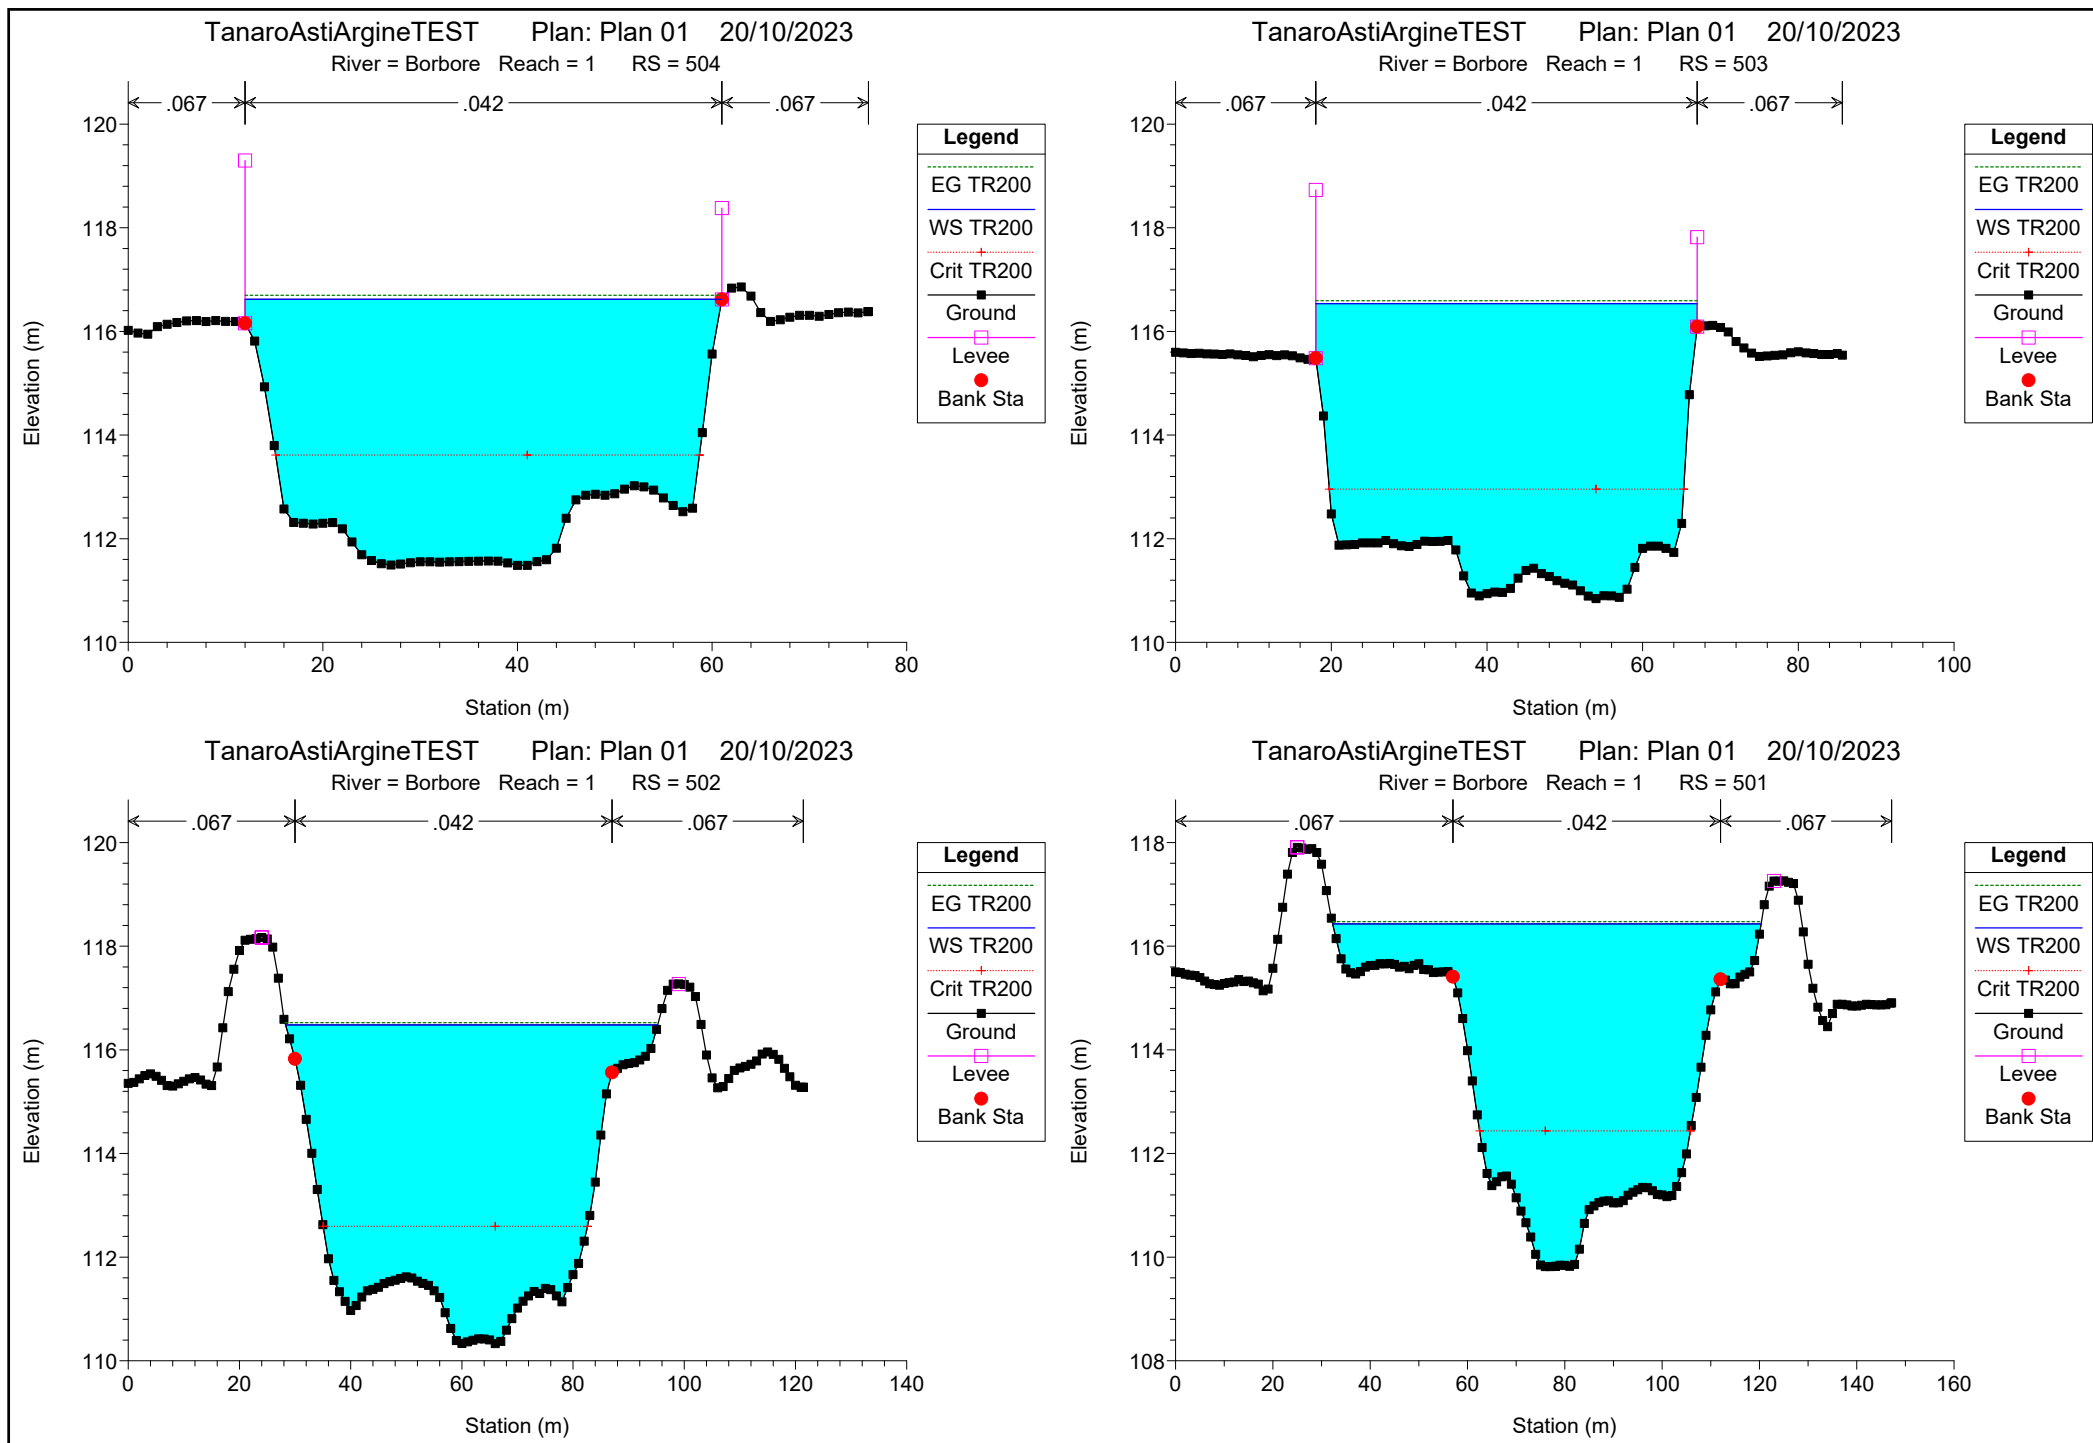 TanaroAstiArgineTEST Plan: Plan 01 20/10/2023
River = Borbore Reach = 1 RS = 504
.067 .042 .067
120
118
116
114
112
110
0 20 40 60 80
Elevation (m)
Station (m)
Legend
EG TR200
WS TR200
Crit TR200
Ground
Levee
Bank Sta
TanaroAstiArgineTEST Plan: Plan 01 20/10/2023
River = Borbore Reach = 1 RS = 503
.067 .042 .067
120
118
116
114
112
110
0 20 40 60 80 100
Elevation (m)
Station (m)
Legend
EG TR200
WS TR200
Crit TR200
Ground
Levee
Bank Sta
TanaroAstiArgineTEST Plan: Plan 01 20/10/2023
River = Borbore Reach = 1 RS = 502
.067 .042 .067
120
118
116
114
112
110
0 20 40 60 80 100 120 140
Elevation (m)
Station (m)
Legend
EG TR200
WS TR200
Crit TR200
Ground
Levee
Bank Sta
TanaroAstiArgineTEST Plan: Plan 01 20/10/2023
River = Borbore Reach = 1 RS = 501
.067 .042 .067
118
116
114
112
110
108
0 20 40 60 80 100 120 140 160
Elevation (m)
Station (m)
Legend
EG TR200
WS TR200
Crit TR200
Ground
Levee
Bank Sta